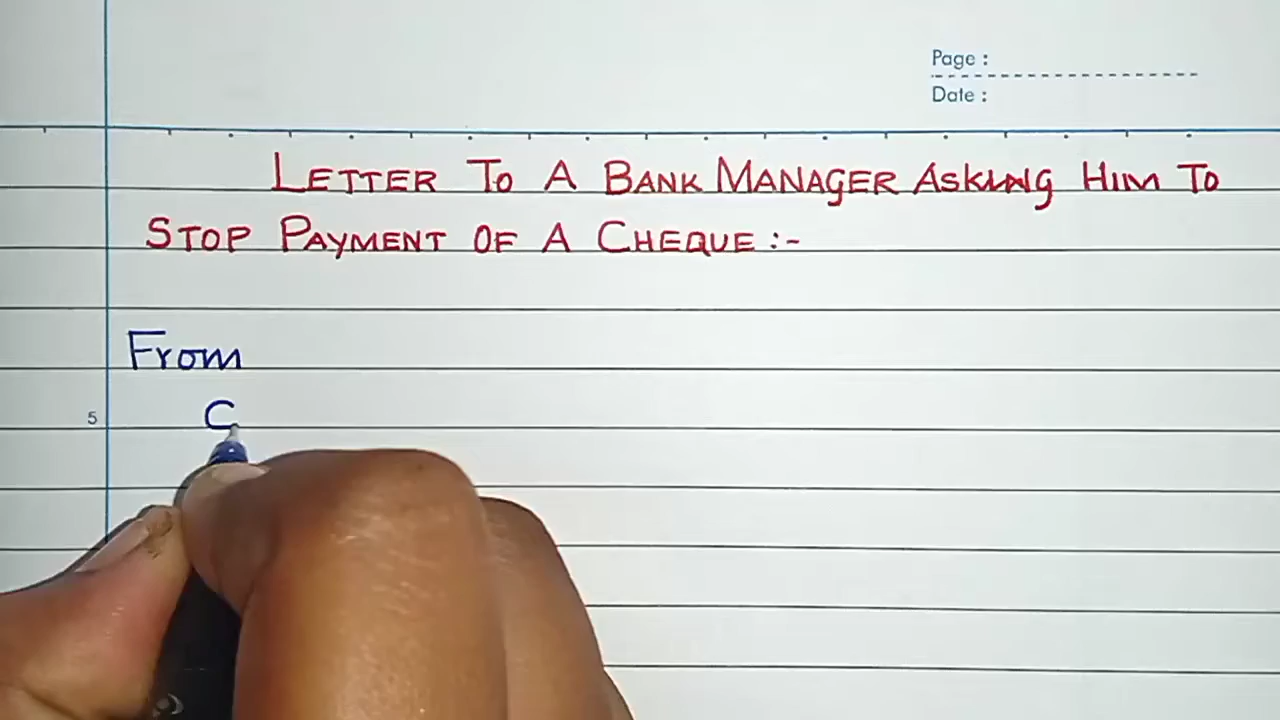 Page :
Date :
LETTER TO A BANK MANAGER ASKING HIM TO
STOP PAYMENT OF A CHEQUE :-
From
5
C